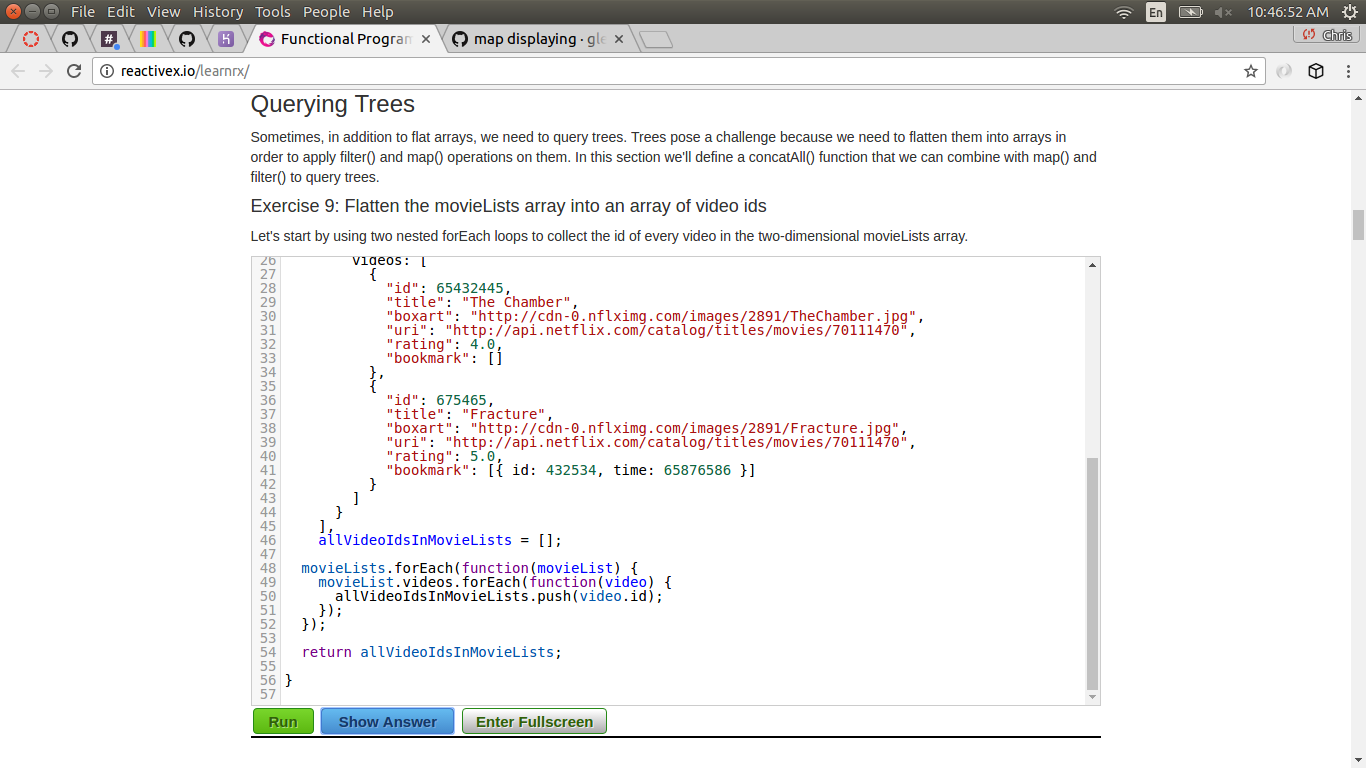 File Edit View History Tools People Help
En
10:46:52 AM
Functional Program
map displaying · gle
Chris
reactivex.io/learnrx/
Querying Trees
Sometimes, in addition to flat arrays, we need to query trees. Trees pose a challenge because we need to flatten them into arrays in
order to apply filter() and map() operations on them. In this section we'll define a concatAll() function that we can combine with map() and
filter() to query trees.
Exercise 9: Flatten the movieLists array into an array of video ids
Let's start by using two nested forEach loops to collect the id of every video in the two-dimensional movieLists array.
26         videos: [
27           {
28             "id": 65432445,
29             "title": "The Chamber",
30             "boxart": "http://cdn-0.nflximg.com/images/2891/TheChamber.jpg",
31             "uri": "http://api.netflix.com/catalog/titles/movies/70111470",
32             "rating": 4.0,
33             "bookmark": []
34           },
35           {
36             "id": 675465,
37             "title": "Fracture",
38             "boxart": "http://cdn-0.nflximg.com/images/2891/Fracture.jpg",
39             "uri": "http://api.netflix.com/catalog/titles/movies/70111470",
40             "rating": 5.0,
41             "bookmark": [{ id: 432534, time: 65876586 }]
42           }
43         ]
44       }
45     ],
46     allVideoIdsInMovieLists = [];
47
48   movieLists.forEach(function(movieList) {
49     movieList.videos.forEach(function(video) {
50       allVideoIdsInMovieLists.push(video.id);
51     });
52   });
53
54   return allVideoIdsInMovieLists;
55
56 }
57
Run Show Answer Enter Fullscreen